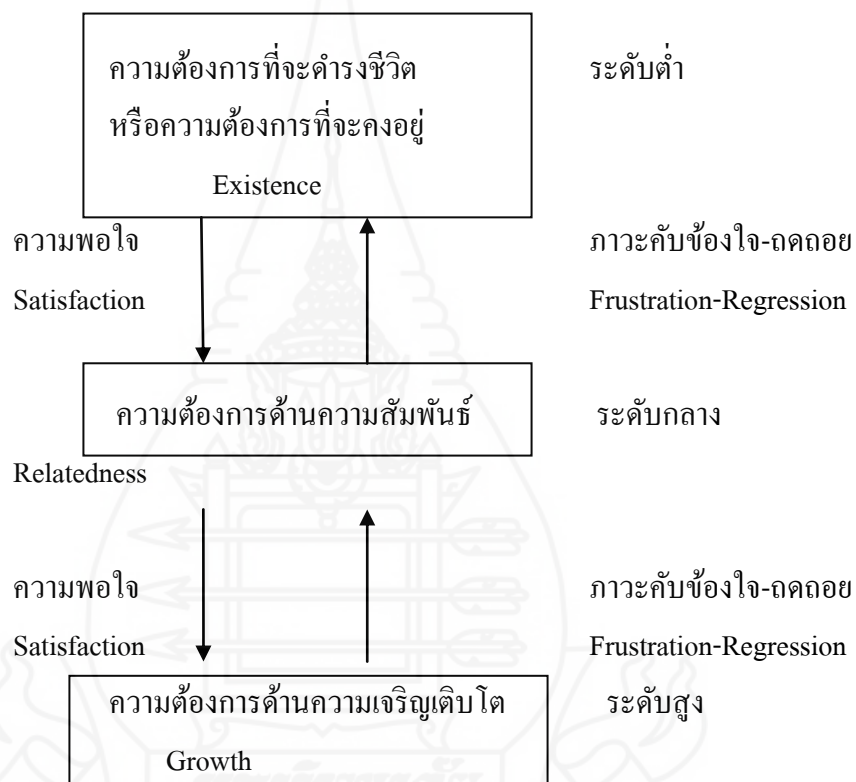 ความต้องการที่จะดำรงชีวิต ระดับต่ำ
หรือความต้องการที่จะคงอยู่
Existence
ความพอใจ ภาวะคับข้องใจ-ถดถอย
Satisfaction Frustration-Regression
ความต้องการด้านความสัมพันธ์ ระดับกลาง
Relatedness
ความพอใจ ภาวะคับข้องใจ-ถดถอย
Satisfaction Frustration-Regression
ความต้องการด้านความเจริญเติบโต ระดับสูง
Growth